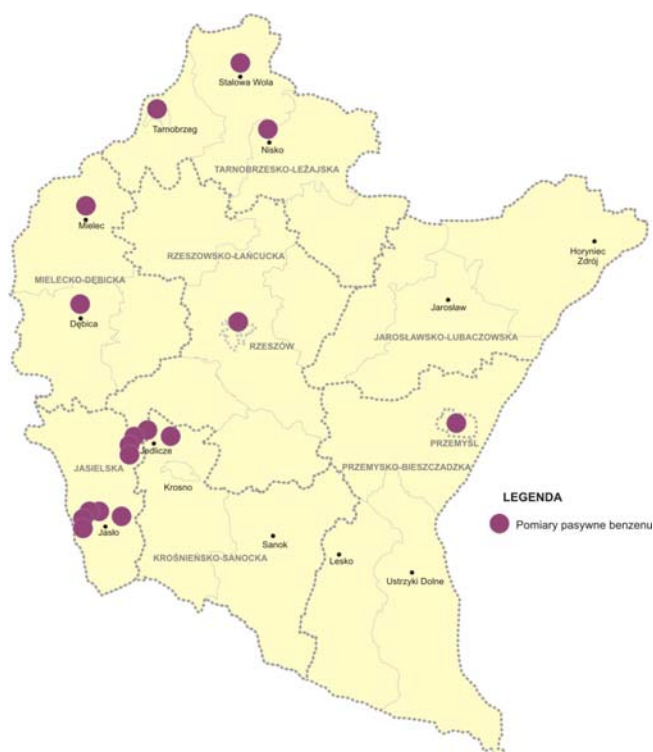 Stalowa Wola
Tarnobrzeg
Nisko
TARNOBRZESKO-LEŻAJSKA
Mielec
Horyniec
Zdrój
RZESZOWSKO-ŁAŃCUCKA
MIELECKO-DĘBICKA
Jarosław
Dębica
JAROSŁAWSKO-LUBACZOWSKA
RZESZÓW
PRZEMYŚL
Jedlicze
JASIELSKA
PRZEMYSKO-BIESZCZADZKA
Krosno
LEGENDA
Pomiary pasywne benzenu
Jasło
Sanok
KROŚNIEŃSKO-SANOCKA
Lesko
Ustrzyki Dolne